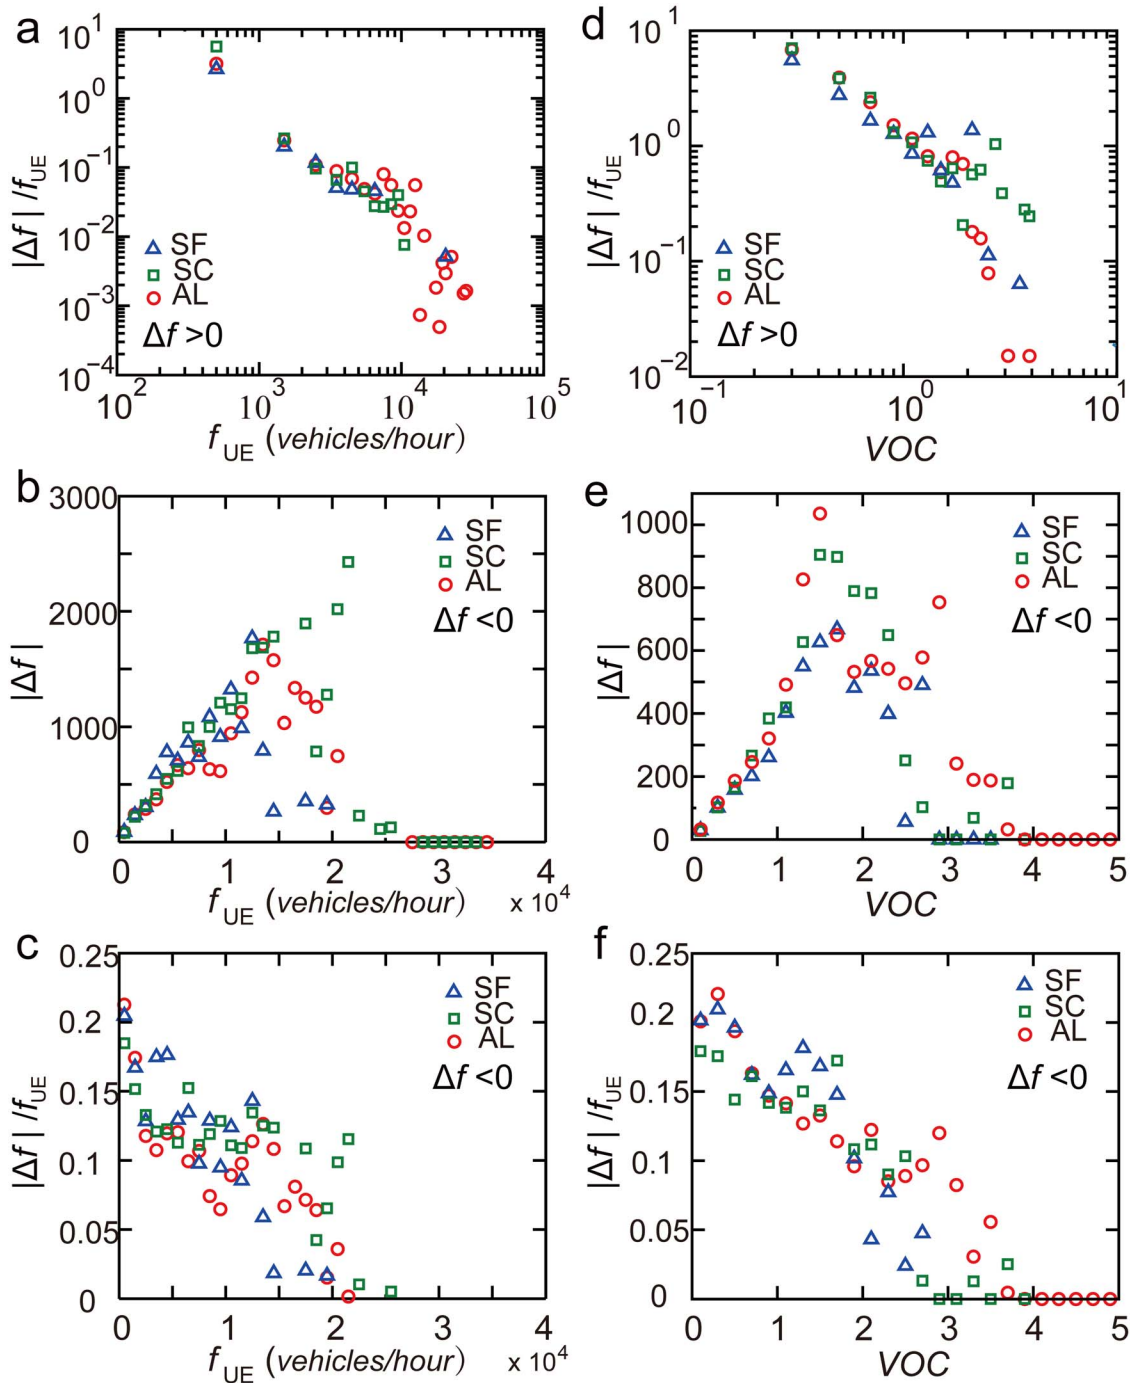 a
10^1
10^0
10^-1
10^-2
10^-3
10^-4
|Δf| /f_UE
SF
SC
AL
Δf >0
10^2 10^3 10^4 10^5
f_UE (vehicles/hour)
d
10^1
10^0
10^-1
10^-2
|Δf| /f_UE
SF
SC
AL
Δf >0
10^-1 10^0 10^1
VOC
b
3000
2000
1000
0
|Δf|
SF
SC
AL
Δf <0
0 1 2 3 4
f_UE (vehicles/hour) x 10^4
e
1000
800
600
400
200
0
|Δf|
SF
SC
AL
Δf <0
0 1 2 3 4 5
VOC
c
0.25
0.2
0.15
0.1
0.05
0
|Δf| /f_UE
SF
SC
AL
Δf <0
0 1 2 3 4
f_UE (vehicles/hour) x 10^4
f
0.25
0.2
0.15
0.1
0.05
0
|Δf| /f_UE
SF
SC
AL
Δf <0
0 1 2 3 4 5
VOC